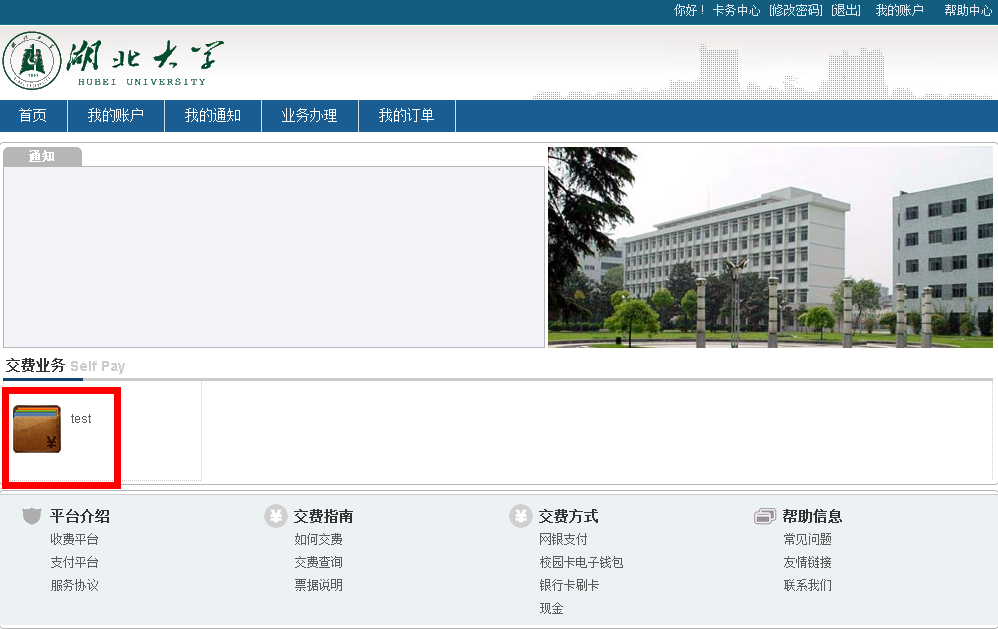 你好！ 卡务中心 [修改密码] [退出] 我的账户 帮助中心
湖北大学
HUBEI UNIVERSITY
首页 我的账户 我的通知 业务办理 我的订单
通知
交费业务 Self Pay
test
平台介绍
收费平台
支付平台
服务协议
交费指南
如何交费
交费查询
票据说明
交费方式
网银支付
校园卡电子钱包
银行卡刷卡
现金
帮助信息
常见问题
友情链接
联系我们